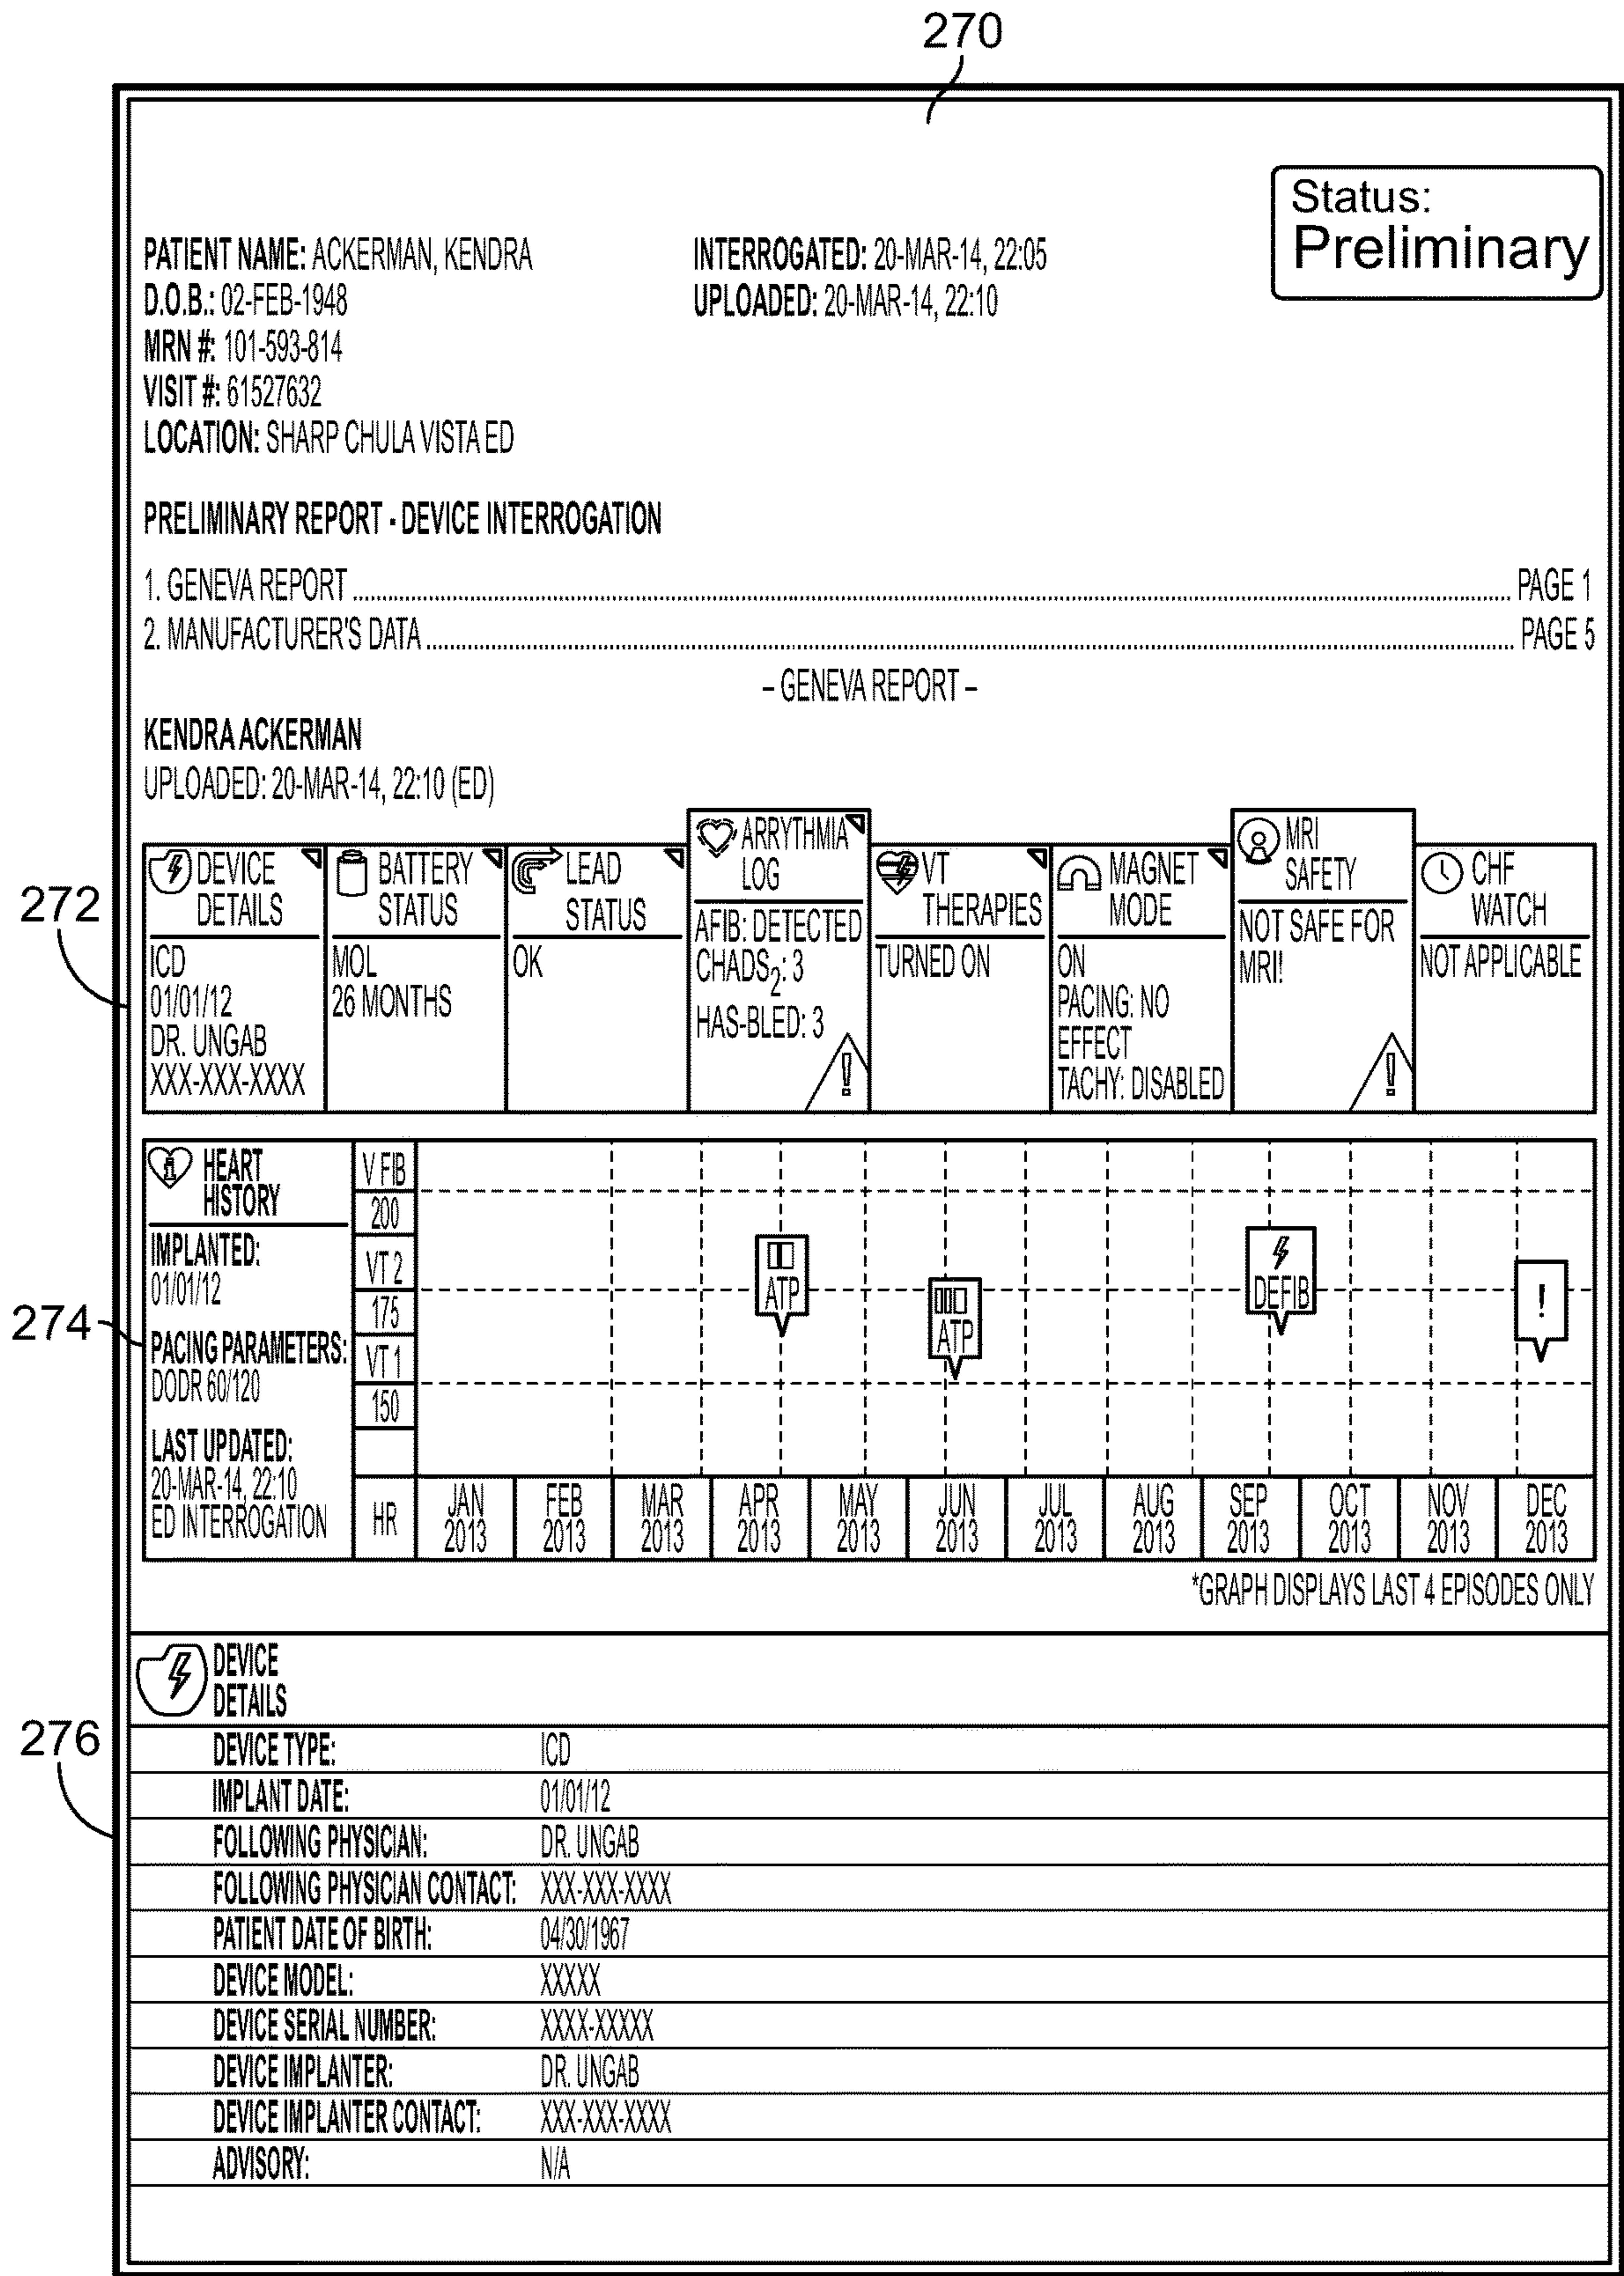 270
Status:
Preliminary
PATIENT NAME: ACKERMAN, KENDRA
D.O.B.: 02-FEB-1948
MRN #: 101-593-814
VISIT #: 61527632
LOCATION: SHARP CHULA VISTA ED
INTERROGATED: 20-MAR-14, 22:05
UPLOADED: 20-MAR-14, 22:10
PRELIMINARY REPORT - DEVICE INTERROGATION
1. GENEVA REPORT ........ PAGE 1
2. MANUFACTURER'S DATA ........ PAGE 5
– GENEVA REPORT –
KENDRA ACKERMAN
UPLOADED: 20-MAR-14, 22:10 (ED)
272
DEVICE
DETAILS
ICD
01/01/12
DR. UNGAB
XXX-XXX-XXXX
BATTERY
STATUS
MOL
26 MONTHS
LEAD
STATUS
OK
ARRYTHMIA
LOG
AFIB: DETECTED
CHADS2: 3
HAS-BLED: 3
!
VT
THERAPIES
TURNED ON
MAGNET
MODE
ON
PACING: NO
EFFECT
TACHY: DISABLED
MRI
SAFETY
NOT SAFE FOR
MRI!
!
CHF
WATCH
NOT APPLICABLE
274
i HEART
HISTORY
IMPLANTED:
01/01/12
PACING PARAMETERS:
DODR 60/120
LAST UPDATED:
20-MAR-14, 22:10
ED INTERROGATION
V FIB
200
VT 2
175
VT 1
150
HR
ATP
ATP
DEFIB
!
JAN
2013
FEB
2013
MAR
2013
APR
2013
MAY
2013
JUN
2013
JUL
2013
AUG
2013
SEP
2013
OCT
2013
NOV
2013
DEC
2013
*GRAPH DISPLAYS LAST 4 EPISODES ONLY
276
DEVICE
DETAILS
DEVICE TYPE: ICD
IMPLANT DATE: 01/01/12
FOLLOWING PHYSICIAN: DR. UNGAB
FOLLOWING PHYSICIAN CONTACT: XXX-XXX-XXXX
PATIENT DATE OF BIRTH: 04/30/1967
DEVICE MODEL: XXXXX
DEVICE SERIAL NUMBER: XXXX-XXXXX
DEVICE IMPLANTER: DR. UNGAB
DEVICE IMPLANTER CONTACT: XXX-XXX-XXXX
ADVISORY: N/A